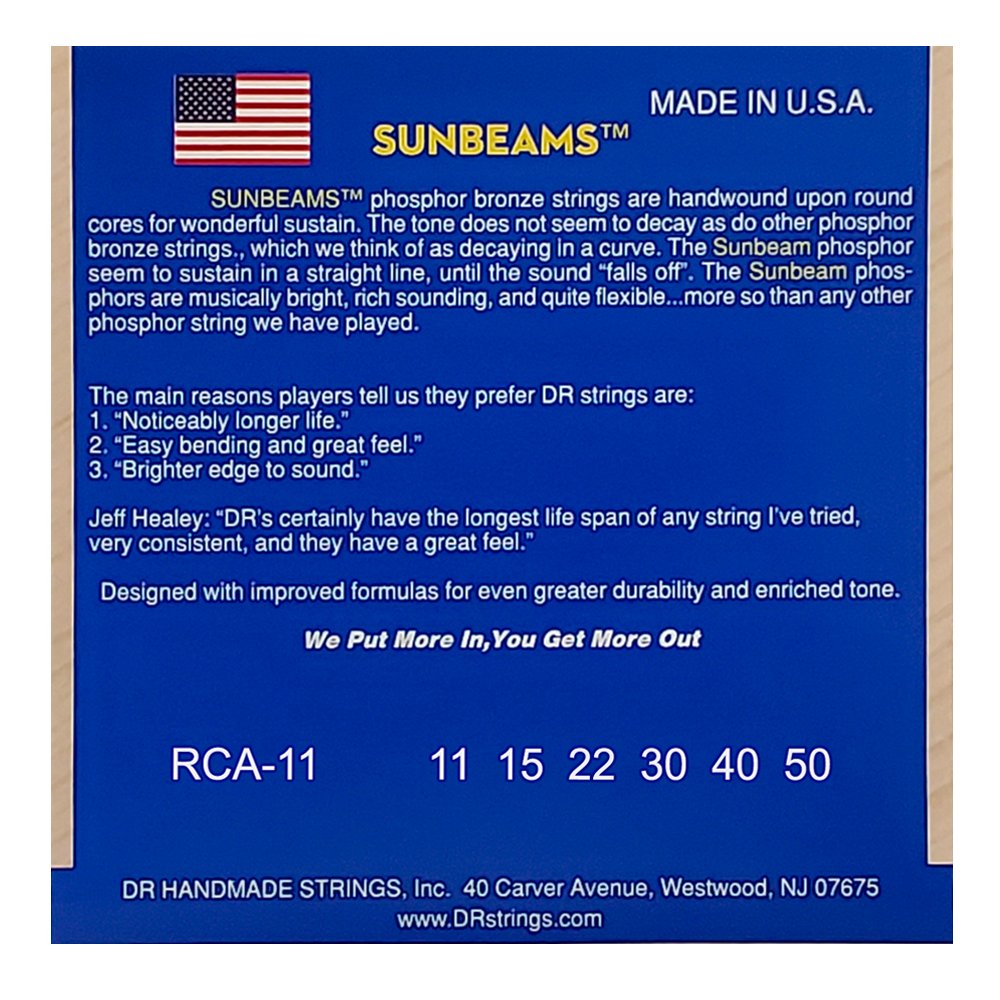 MADE IN U.S.A.
SUNBEAMS™
SUNBEAMS™ phosphor bronze strings are handwound upon round
cores for wonderful sustain. The tone does not seem to decay as do other phosphor
bronze strings., which we think of as decaying in a curve. The Sunbeam phosphor
seem to sustain in a straight line, until the sound “falls off”. The Sunbeam phos-
phors are musically bright, rich sounding, and quite flexible...more so than any other
phosphor string we have played.
The main reasons players tell us they prefer DR strings are:
1. “Noticeably longer life.”
2. “Easy bending and great feel.”
3. “Brighter edge to sound.”
Jeff Healey: “DR’s certainly have the longest life span of any string I’ve tried,
very consistent, and they have a great feel.”
Designed with improved formulas for even greater durability and enriched tone.
We Put More In,You Get More Out
RCA-11 11 15 22 30 40 50
DR HANDMADE STRINGS, Inc. 40 Carver Avenue, Westwood, NJ 07675
www.DRstrings.com